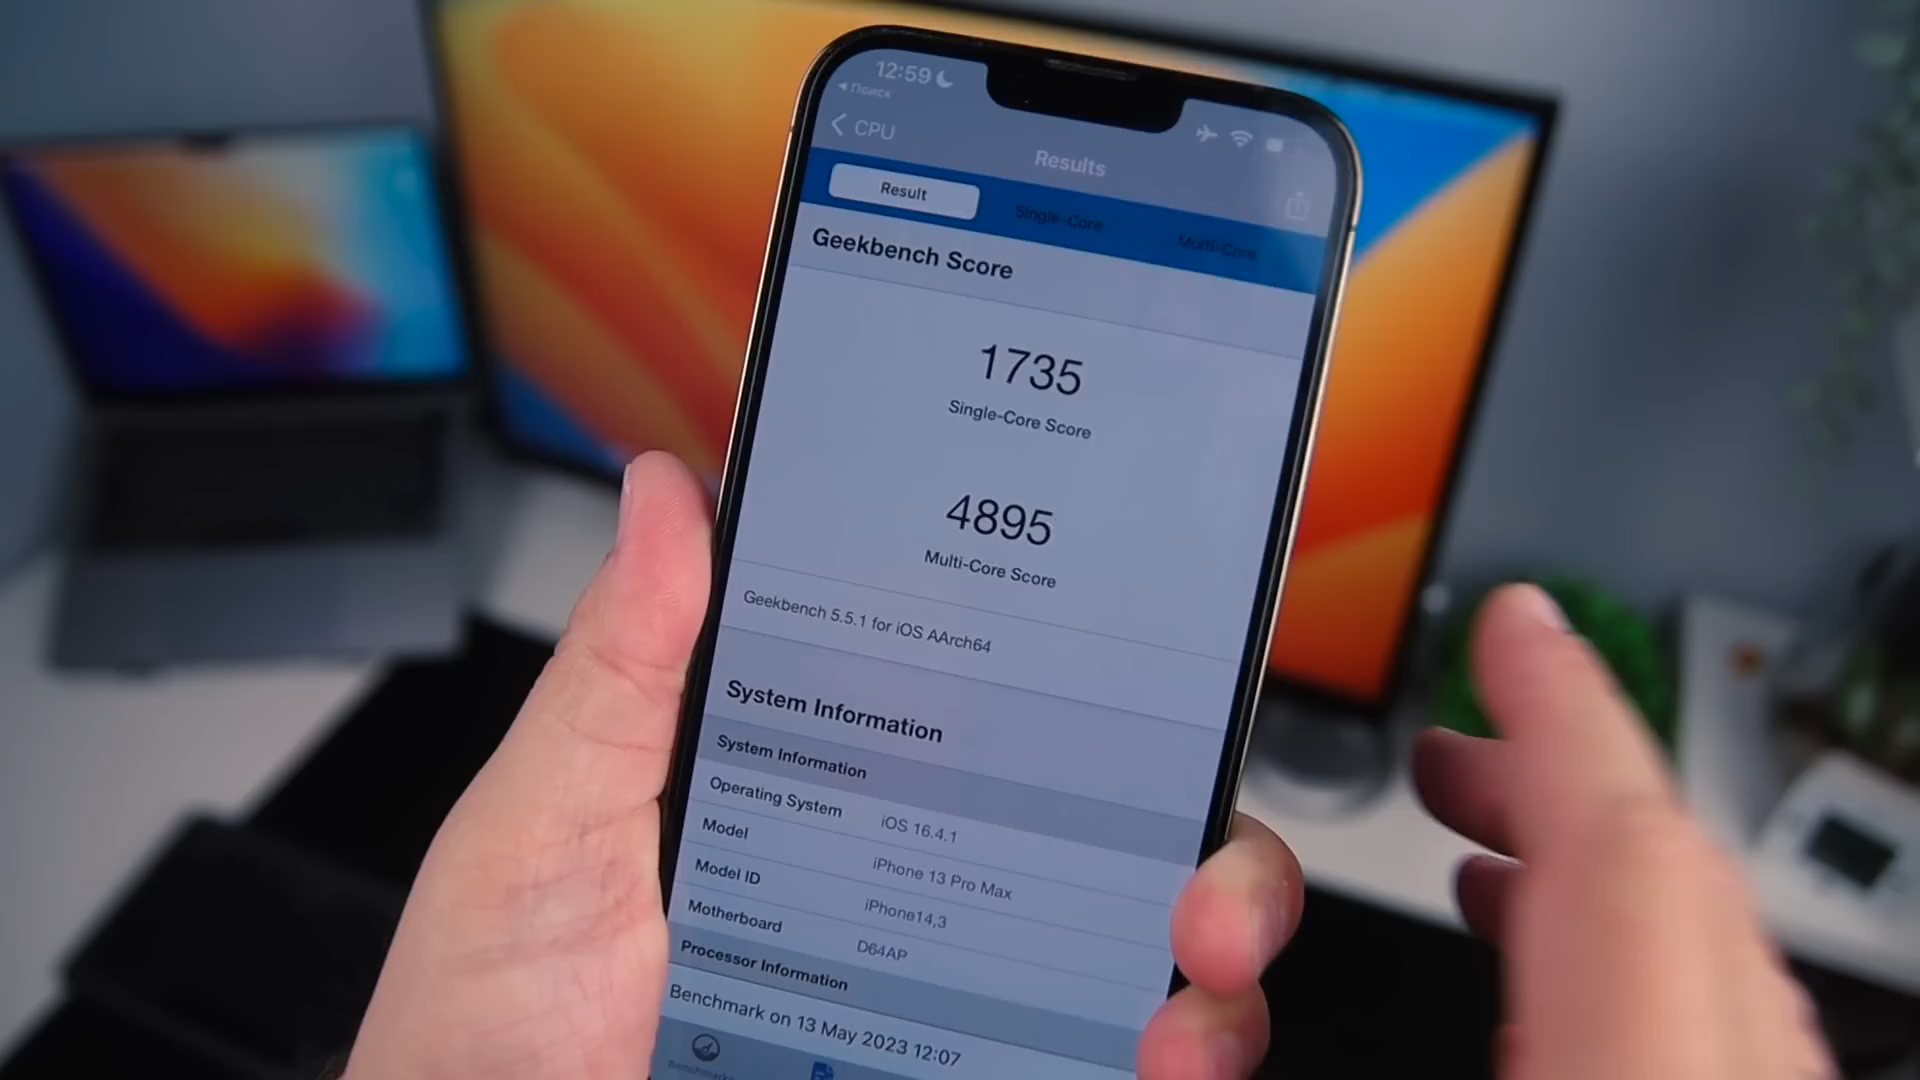 12:59
◀ Поиск
CPU
Results
Result
Single-Core
Multi-Core
Geekbench Score
1735
Single-Core Score
4895
Multi-Core Score
Geekbench 5.5.1 for iOS AArch64
System Information
System Information
Operating System iOS 16.4.1
Model iPhone 13 Pro Max
Model ID iPhone14,3
Motherboard D64AP
Processor Information
Benchmark on 13 May 2023 12:07